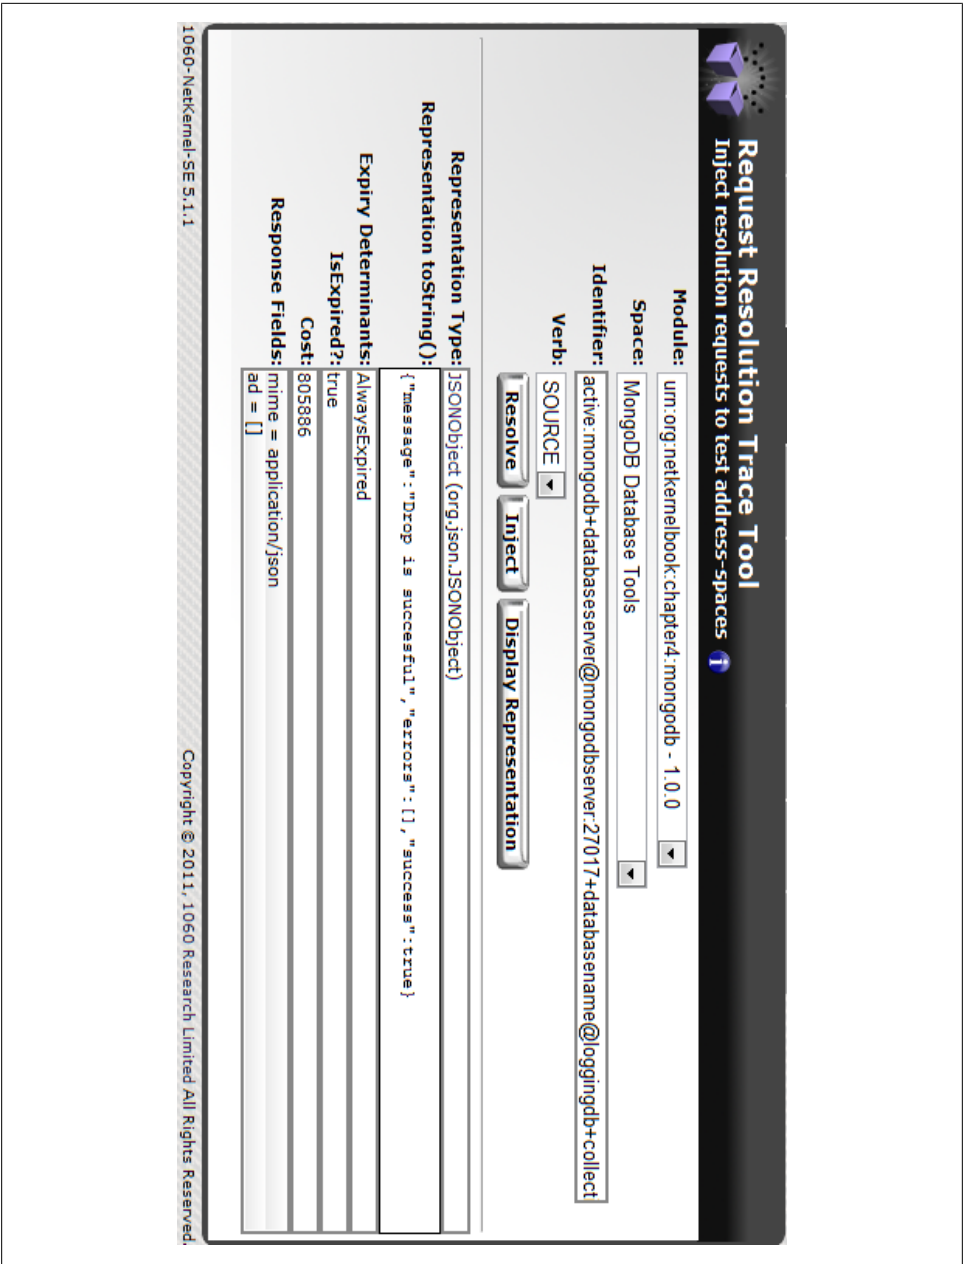 Request Resolution Trace Tool
Inject resolution requests to test address-spaces
Module: urn:org:netkernelbook:chapter4:mongodb - 1.0.0
Space: MongoDB Database Tools
Identifier: active:mongodb+databaseserver@mongodbserver:27017+databasename@loggingdb+collect
Verb: SOURCE
Resolve Inject Display Representation
Representation Type: JSONObject (org.json.JSONObject)
Representation toString(): {"message":"Drop is succesful","errors":[],"success":true}
Expiry Determinants: AlwaysExpired
IsExpired?: true
Cost: 805886
Response Fields: mime = application/json
ad = []
1060-NetKernel-SE 5.1.1 Copyright © 2011, 1060 Research Limited All Rights Reserved.